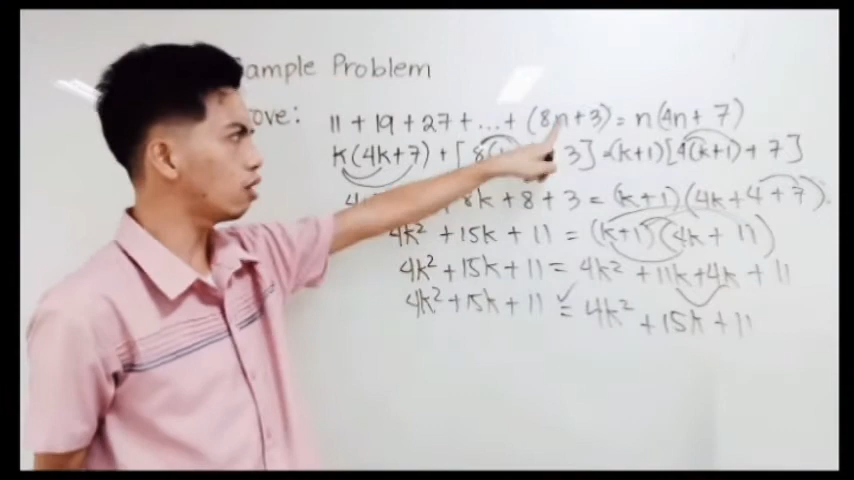 Sample Problem
Prove:
11 + 19 + 27 + ... + (8n + 3) = n(4n + 7)
k(4k + 7) + [8( 3] = (k+1)[4(k+1) + 7]
8k + 8 + 3 = (k+1)(4k + 4 + 7)
4k² + 15k + 11 = (k+1)(4k + 11)
4k² + 15k + 11 = 4k² + 11k + 4k + 11
4k² + 15k + 11 = 4k² + 15k + 11